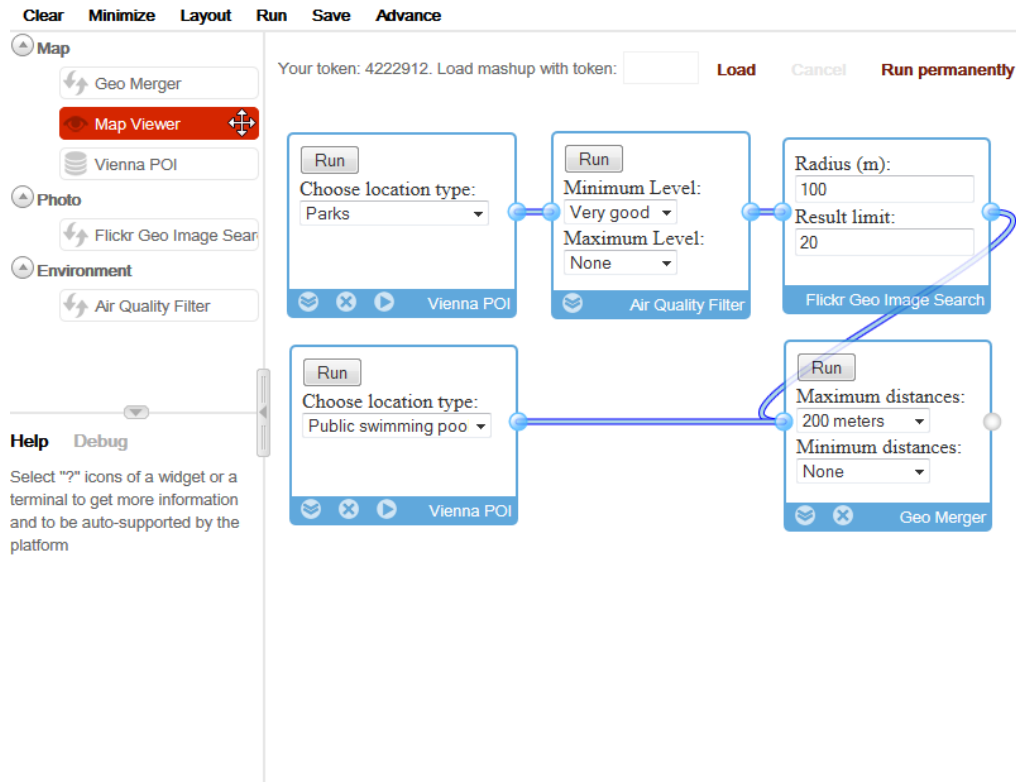 Clear Minimize Layout Run Save Advance
Map
Geo Merger
Map Viewer
Vienna POI
Photo
Flickr Geo Image Sear
Environment
Air Quality Filter
Help Debug
Select "?" icons of a widget or a
terminal to get more information
and to be auto-supported by the
platform
Your token: 4222912. Load mashup with token: Load Cancel Run permanently
Run
Choose location type:
Parks
Vienna POI
Run
Minimum Level:
Very good
Maximum Level:
None
Air Quality Filter
Radius (m):
100
Result limit:
20
Flickr Geo Image Search
Run
Choose location type:
Public swimming poo
Vienna POI
Run
Maximum distances:
200 meters
Minimum distances:
None
Geo Merger